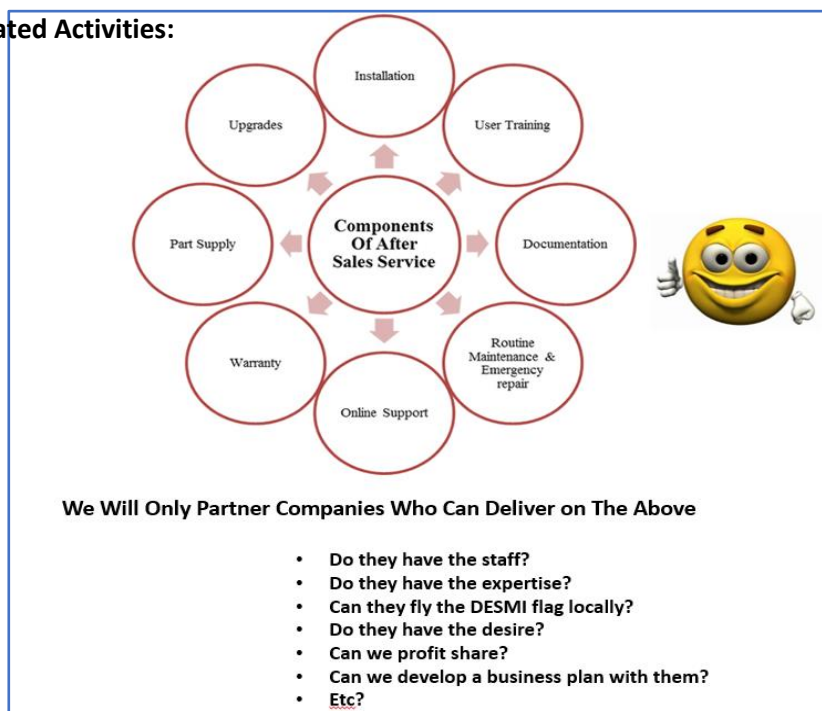 ated Activities:
Installation
User Training
Documentation
Routine
Maintenance &
Emergency
repair
Online Support
Warranty
Part Supply
Upgrades
Components
Of After
Sales Service
We Will Only Partner Companies Who Can Deliver on The Above
• Do they have the staff?
• Do they have the expertise?
• Can they fly the DESMI flag locally?
• Do they have the desire?
• Can we profit share?
• Can we develop a business plan with them?
• Etc?